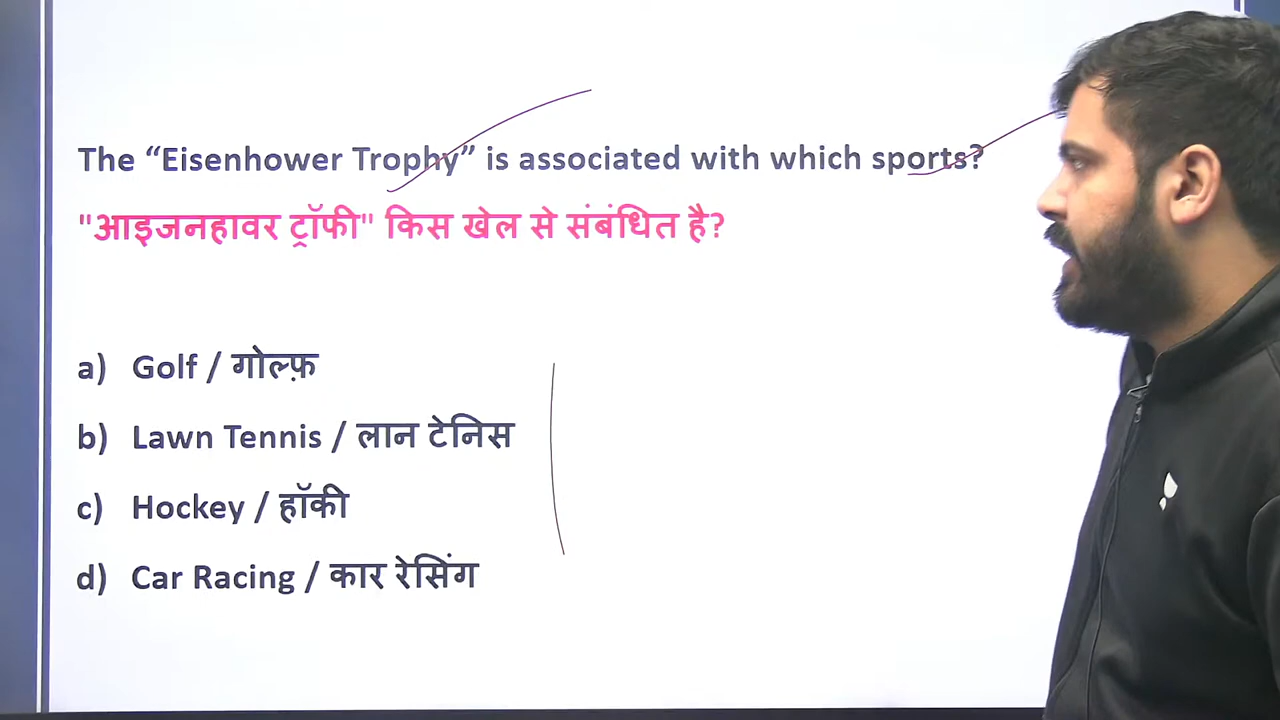 The “Eisenhower Trophy” is associated with which sports?
"आइजनहावर ट्रॉफी" किस खेल से संबंधित है?
a) Golf / गोल्फ़
b) Lawn Tennis / लान टेनिस
c) Hockey / हॉकी
d) Car Racing / कार रेसिंग